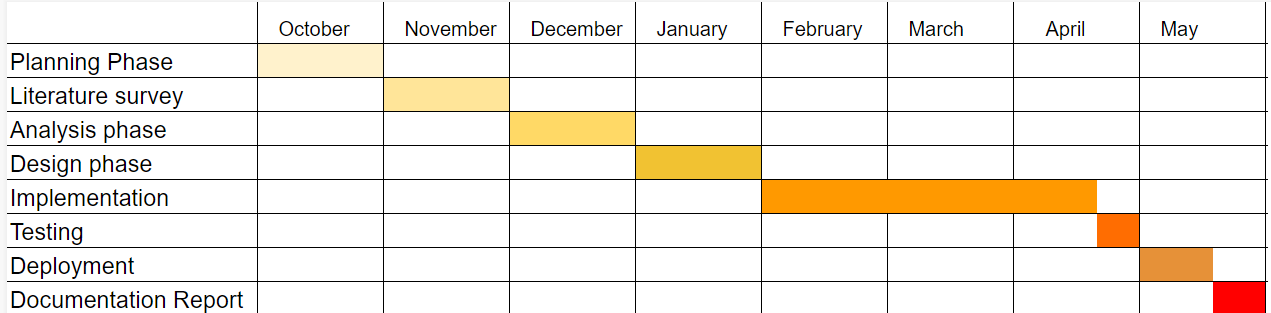 October November December January February March April May
Planning Phase
Literature survey
Analysis phase
Design phase
Implementation
Testing
Deployment
Documentation Report